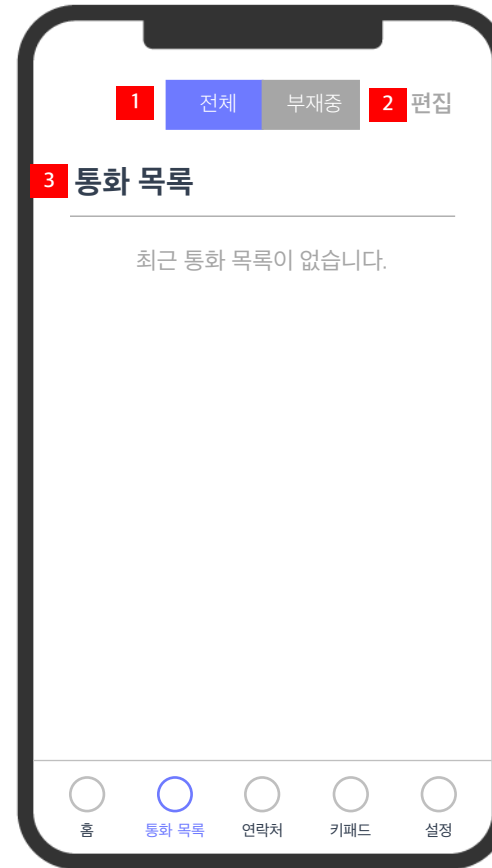 1 전체 부재중 2 편집
3 통화 목록
최근 통화 목록이 없습니다.
홈 통화 목록 연락처 키패드 설정